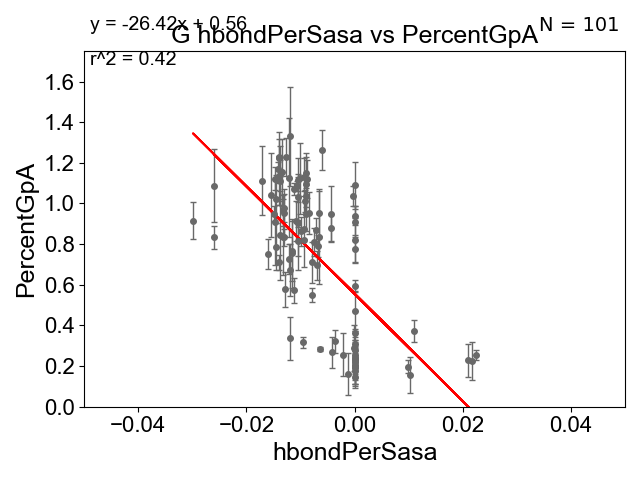 y = -26.42x + 0.56
G hbondPerSasa vs PercentGpA
N = 101
r^2 = 0.42
PercentGpA
1.6
1.4
1.2
1.0
0.8
0.6
0.4
0.2
0.0
−0.04 −0.02 0.00 0.02 0.04
hbondPerSasa